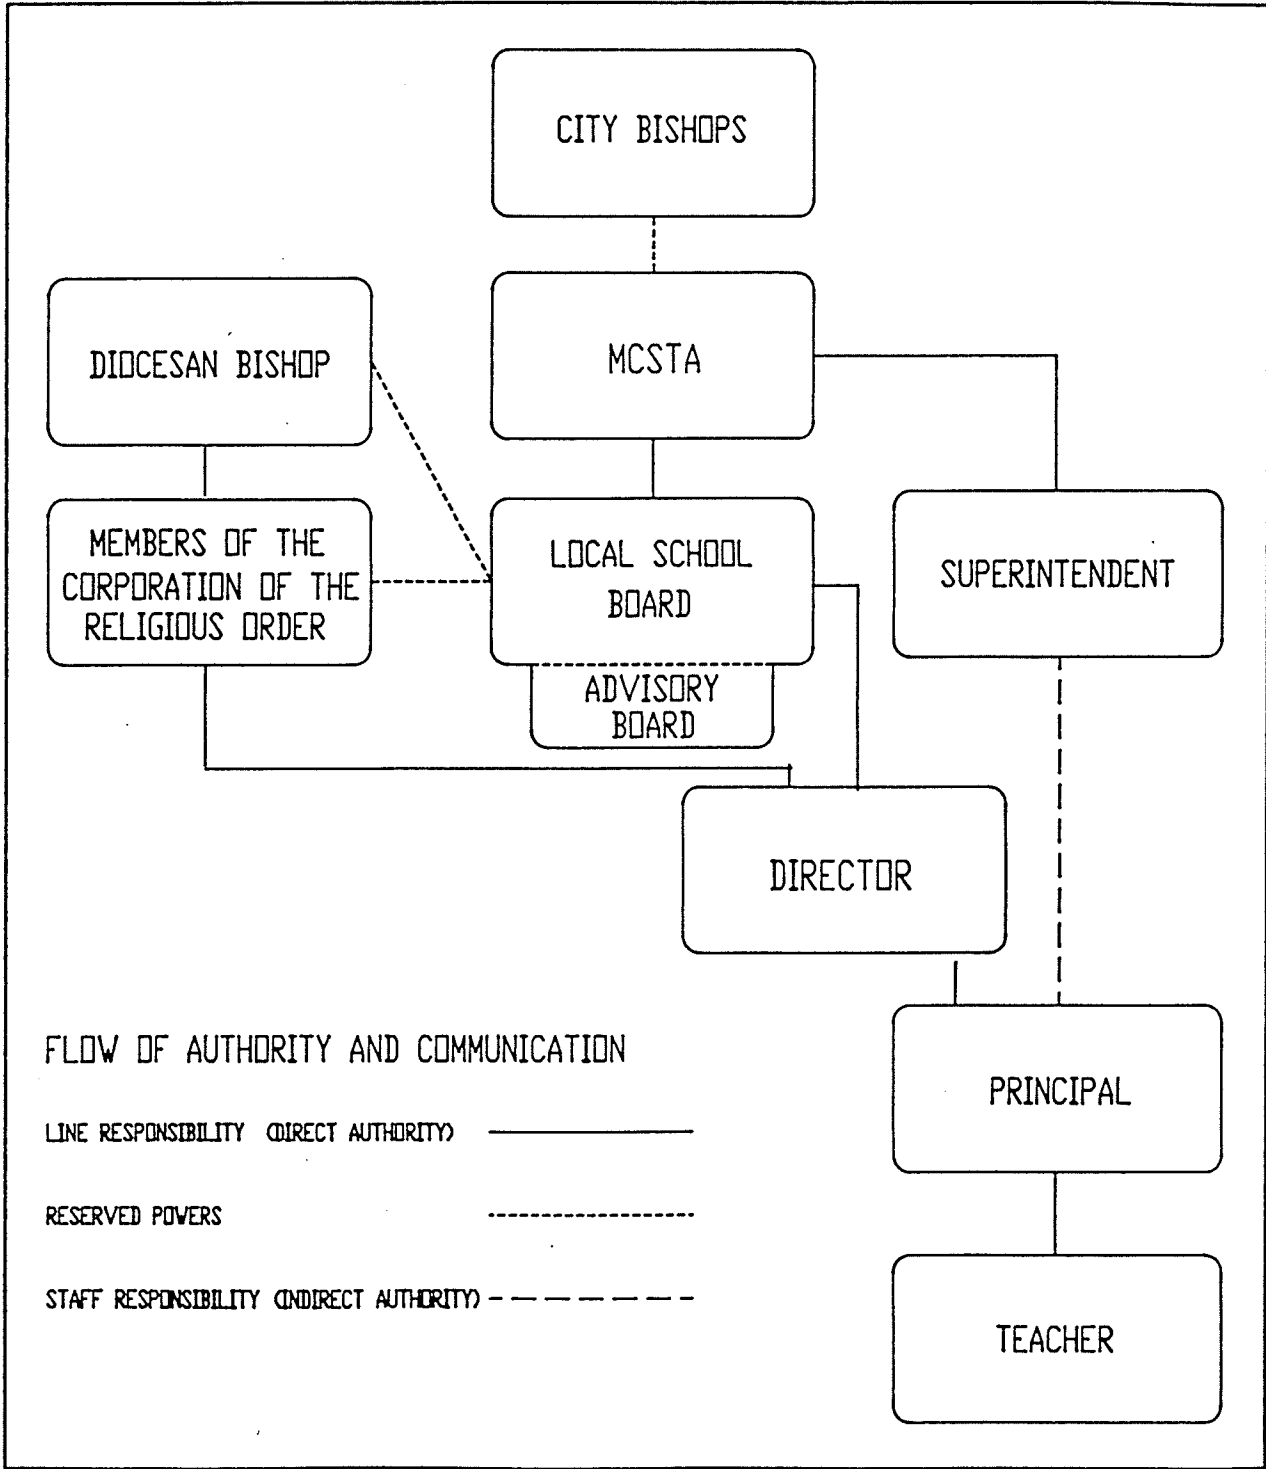 CITY BISHOPS
DIOCESAN BISHOP
MCSTA
MEMBERS OF THE
CORPORATION OF THE
RELIGIOUS ORDER
LOCAL SCHOOL
BOARD
SUPERINTENDENT
ADVISORY
BOARD
DIRECTOR
FLOW OF AUTHORITY AND COMMUNICATION
LINE RESPONSIBILITY (DIRECT AUTHORITY)
RESERVED POWERS
STAFF RESPONSIBILITY (INDIRECT AUTHORITY)
PRINCIPAL
TEACHER